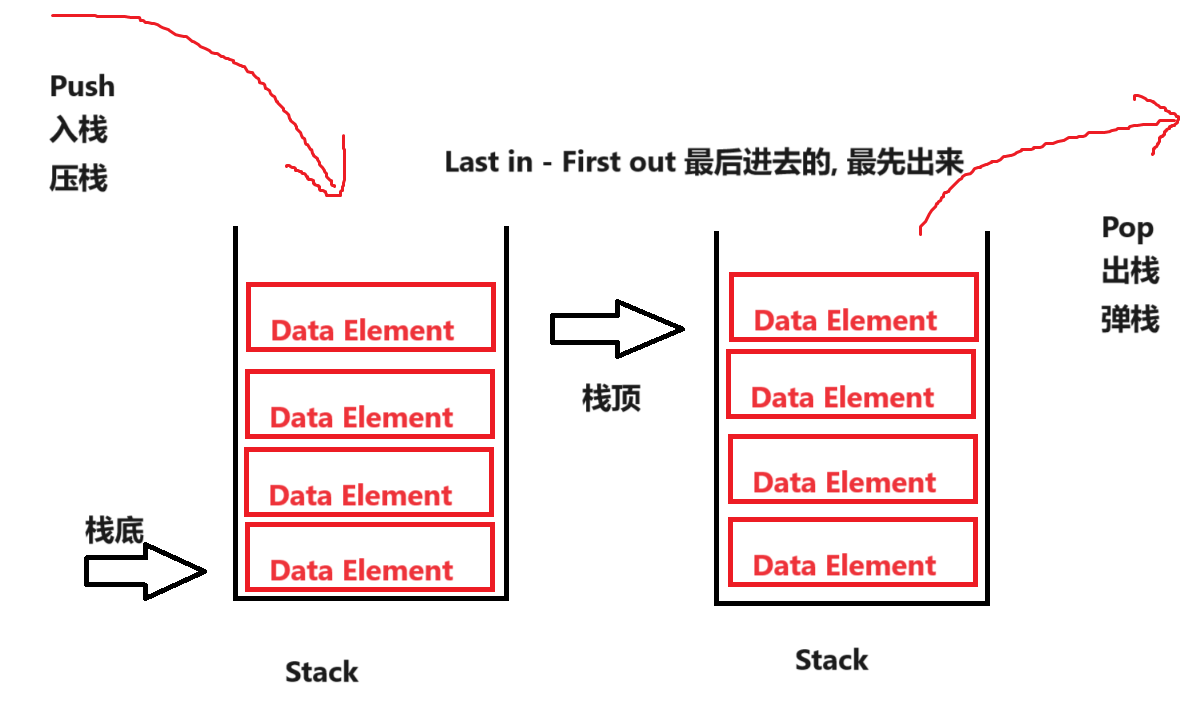 Push
入栈
压栈
Last in - First out 最后进去的, 最先出来
Pop
出栈
弹栈
Data Element
Data Element
Data Element
Data Element
栈底
Stack
栈顶
Data Element
Data Element
Data Element
Data Element
Stack